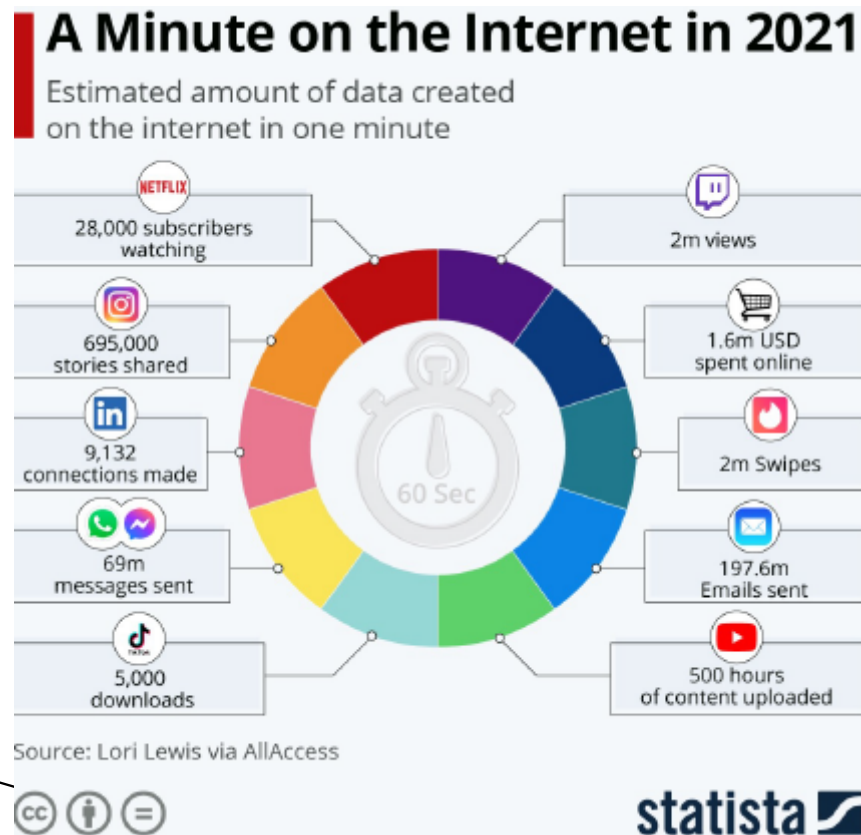 A Minute on the Internet in 2021
Estimated amount of data created
on the internet in one minute
NETFLIX
28,000 subscribers
watching
2m views
695,000
stories shared
1.6m USD
spent online
in
9,132
connections made
2m Swipes
60 Sec
69m
messages sent
197.6m
Emails sent
TikTok
5,000
downloads
500 hours
of content uploaded
Source: Lori Lewis via AllAccess
cc
statista